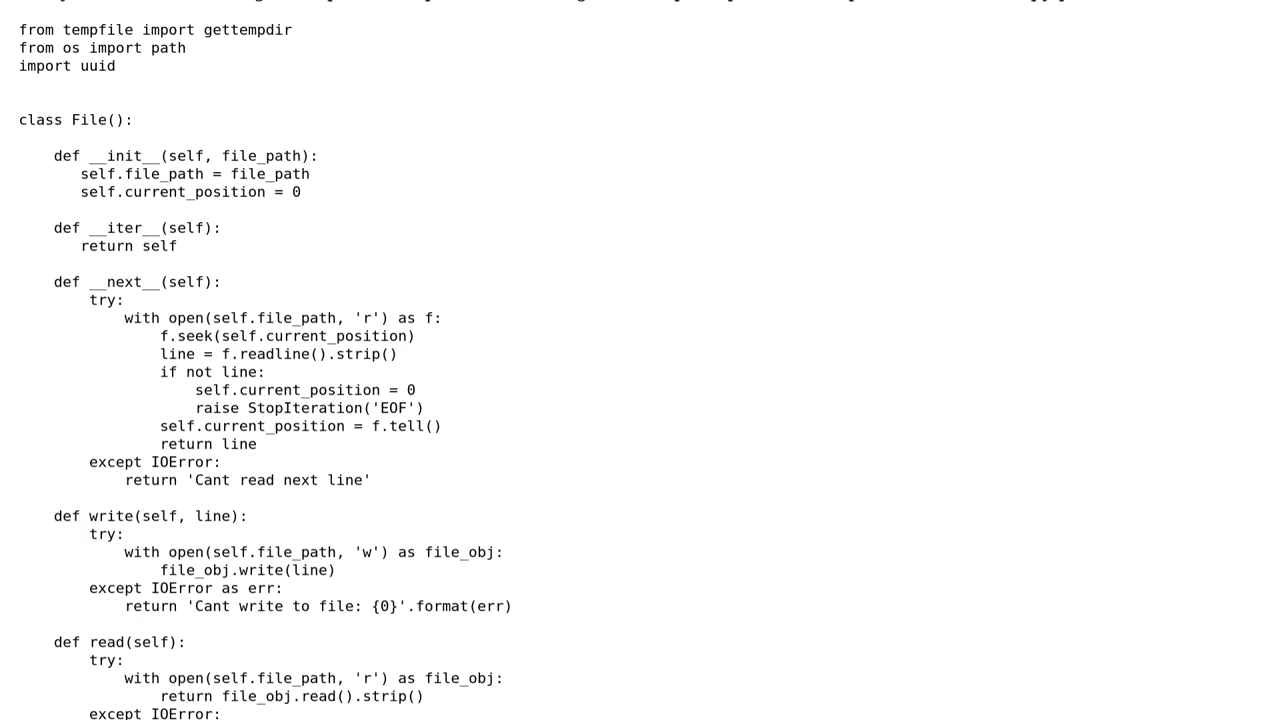 from tempfile import gettempdir
from os import path
import uuid


class File():

    def __init__(self, file_path):
       self.file_path = file_path
       self.current_position = 0

    def __iter__(self):
       return self

    def __next__(self):
        try:
            with open(self.file_path, 'r') as f:
                f.seek(self.current_position)
                line = f.readline().strip()
                if not line:
                    self.current_position = 0
                    raise StopIteration('EOF')
                self.current_position = f.tell()
                return line
        except IOError:
            return 'Cant read next line'

    def write(self, line):
        try:
            with open(self.file_path, 'w') as file_obj:
                file_obj.write(line)
        except IOError as err:
            return 'Cant write to file: {0}'.format(err)

    def read(self):
        try:
            with open(self.file_path, 'r') as file_obj:
                return file_obj.read().strip()
        except IOError: